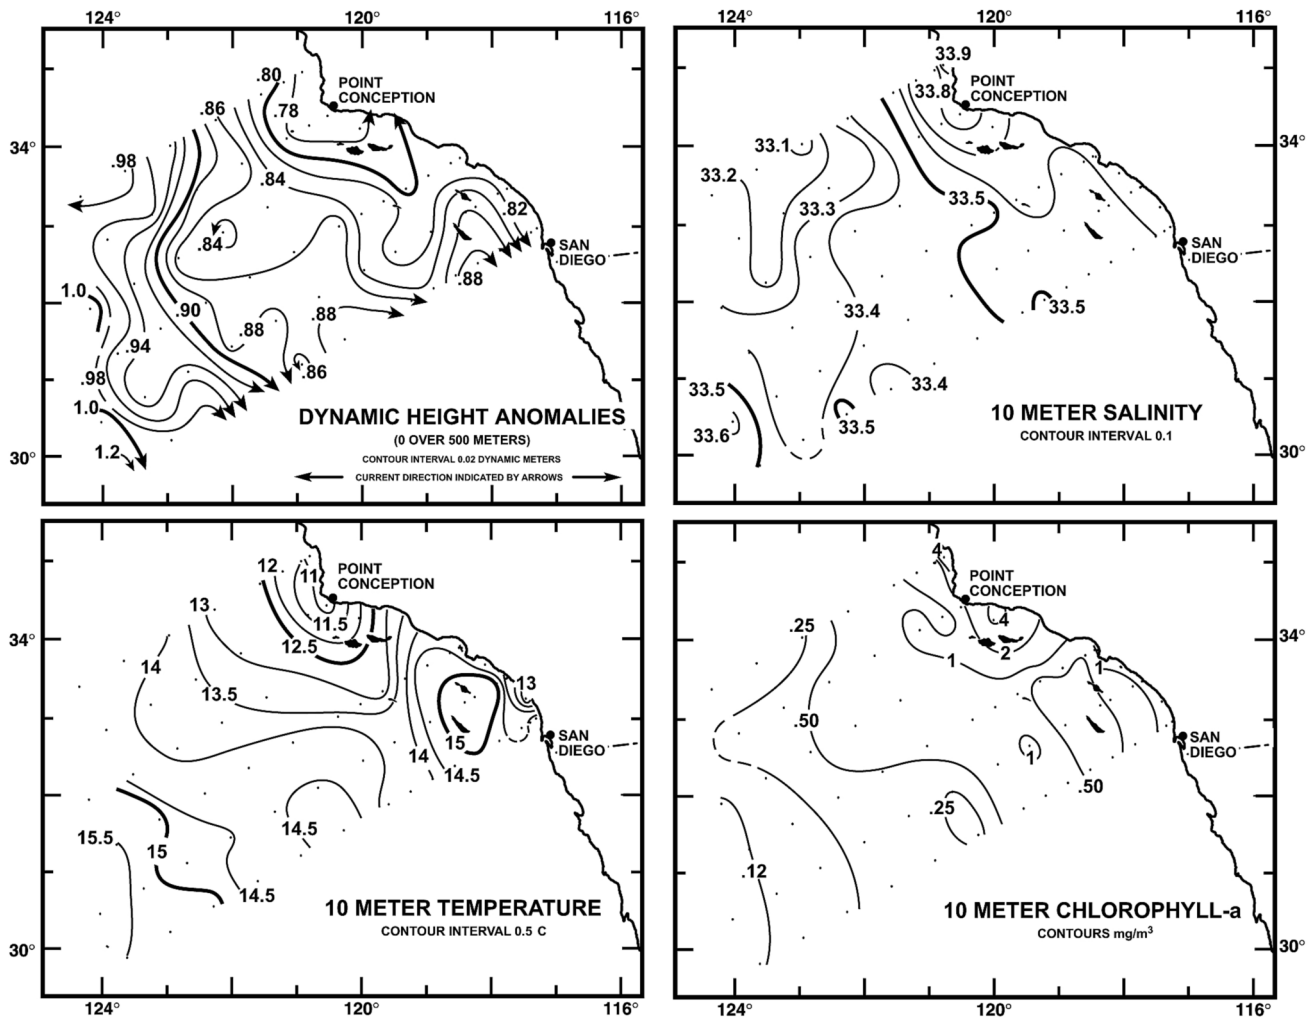 124° 120° 116°
.80
POINT
CONCEPTION
.86
.78
34°
.98
.84
.82
.84
SAN
DIEGO
.88
1.0
.90
.88
.88
.94
.86
.98
1.0
DYNAMIC HEIGHT ANOMALIES
(0 OVER 500 METERS)
1.2
30°
CONTOUR INTERVAL 0.02 DYNAMIC METERS
CURRENT DIRECTION INDICATED BY ARROWS
124° 120° 116°
33.9
33.8
POINT
CONCEPTION
33.1
34°
33.2
33.5
33.3
SAN
DIEGO
33.4
33.5
33.5
33.4
33.5
33.6
10 METER SALINITY
CONTOUR INTERVAL 0.1
30°
12
11
POINT
CONCEPTION
13
11.5
34°
12.5
14
13.5
13
15
14
SAN
DIEGO
14.5
14.5
15.5
15
14.5
10 METER TEMPERATURE
CONTOUR INTERVAL 0.5 C
30°
124° 120° 116°
4
POINT
CONCEPTION
.25
4
34°
1
2
1
.50
SAN
DIEGO
1
.50
.25
.12
10 METER CHLOROPHYLL-a
CONTOURS mg/m³
30°
124° 120° 116°